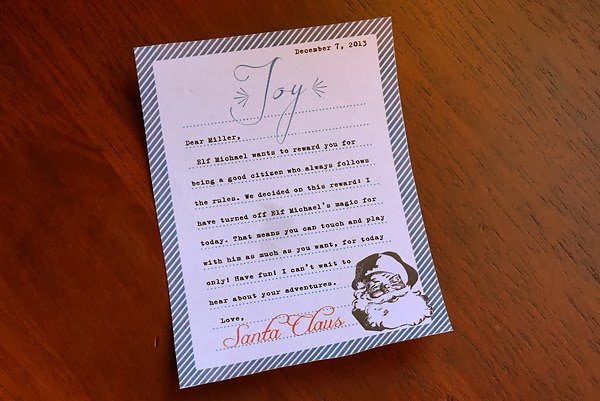 December 7, 2013
Joy
Dear Miller,
Elf Michael wants to reward you for
being a good citizen who always follows
the rules. We decided on this reward: I
have turned off Elf Michael's magic for
today. That means you can touch and play
with him as much as you want, for today
only! Have fun! I can't wait to
hear about your adventures.
Love,
Santa Claus